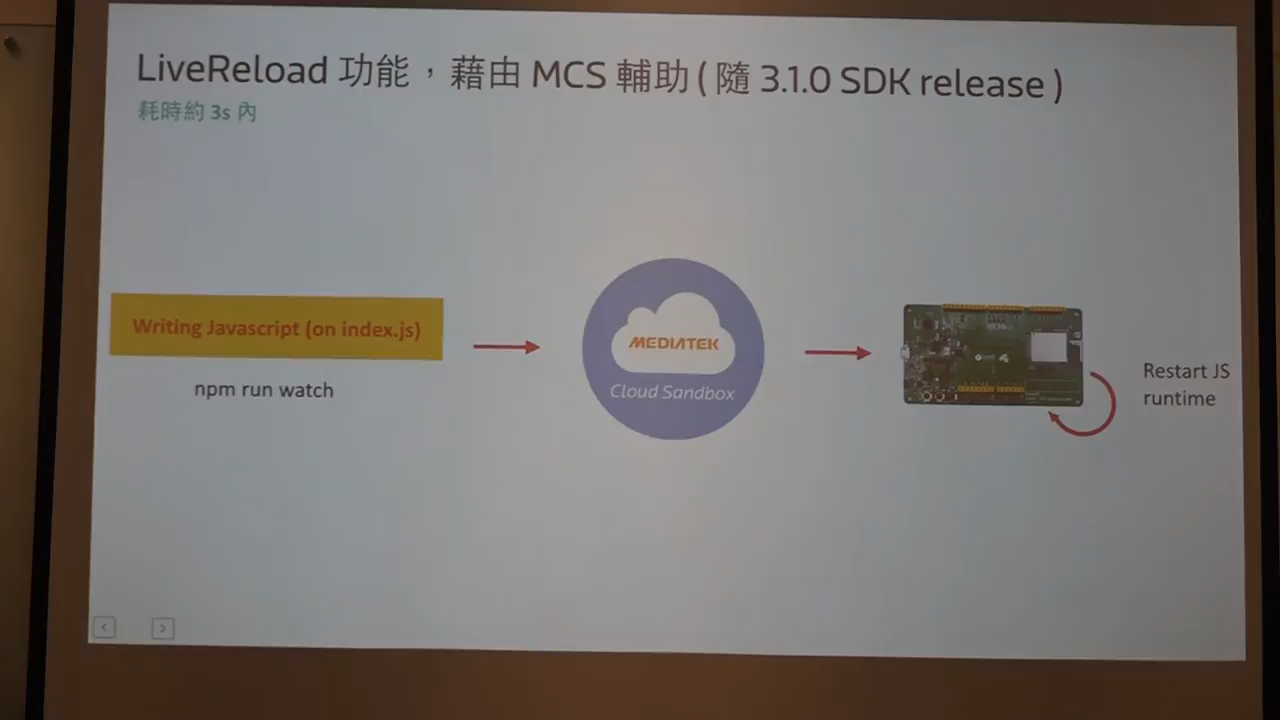 LiveReload 功能，藉由 MCS 輔助 ( 隨 3.1.0 SDK release )
耗時約 3s 內
Writing Javascript (on index.js)
npm run watch
MEDIATEK
Cloud Sandbox
Restart JS
runtime